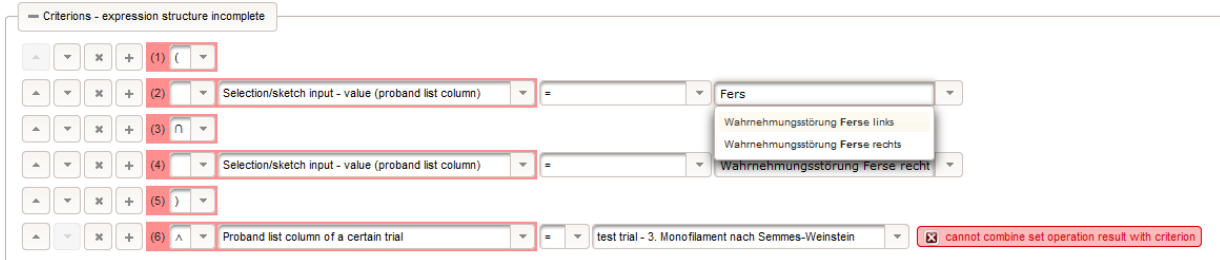 Criterions - expression structure incomplete
(1) (
(2) Selection/sketch input - value (proband list column) = Fers
Wahrnehmungsstörung Ferse links
(3) ∩
Wahrnehmungsstörung Ferse rechts
(4) Selection/sketch input - value (proband list column) = Wahrnehmungsstörung Ferse recht
(5) )
(6) ∧ Proband list column of a certain trial = test trial - 3. Monofilament nach Semmes-Weinstein cannot combine set operation result with criterion